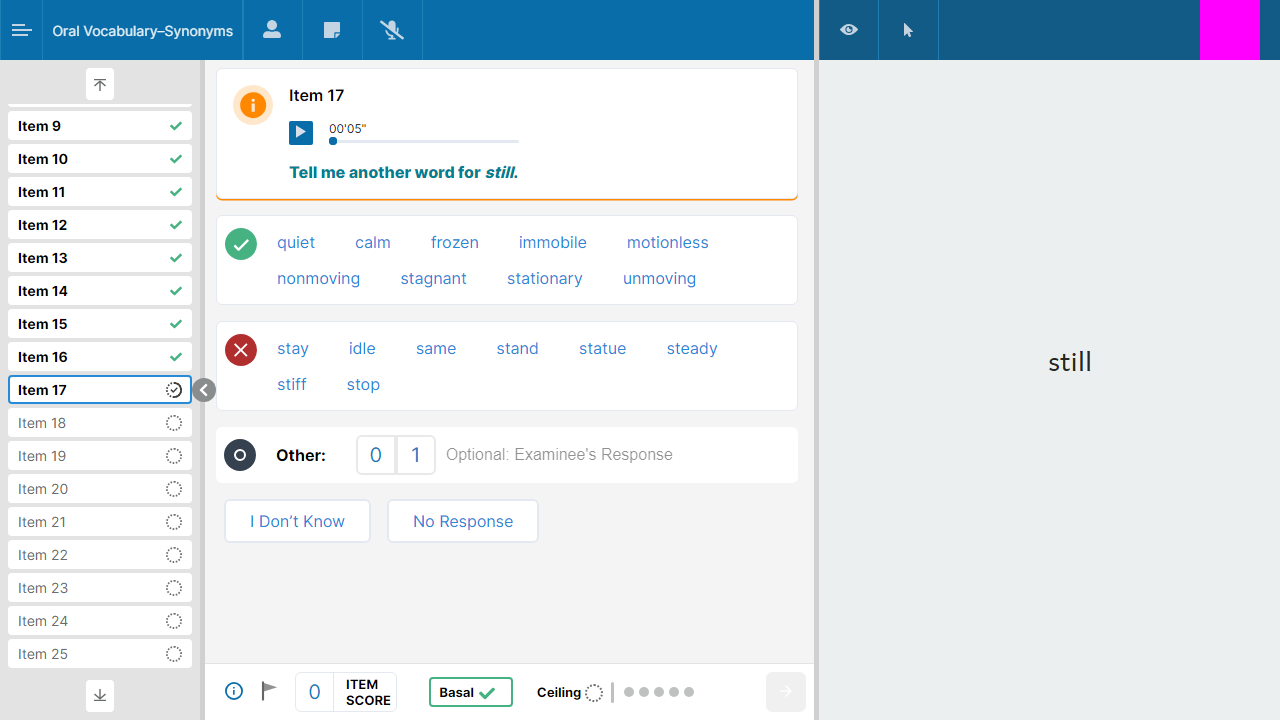 Oral Vocabulary–Synonyms
Item 9
Item 10
Item 11
Item 12
Item 13
Item 14
Item 15
Item 16
Item 17
Item 18
Item 19
Item 20
Item 21
Item 22
Item 23
Item 24
Item 25
Item 17
00'05"
Tell me another word for still.
quiet calm frozen immobile motionless
nonmoving stagnant stationary unmoving
stay idle same stand statue steady
stiff stop
Other: 0 1 Optional: Examinee's Response
I Don’t Know No Response
0 ITEM SCORE Basal Ceiling
still